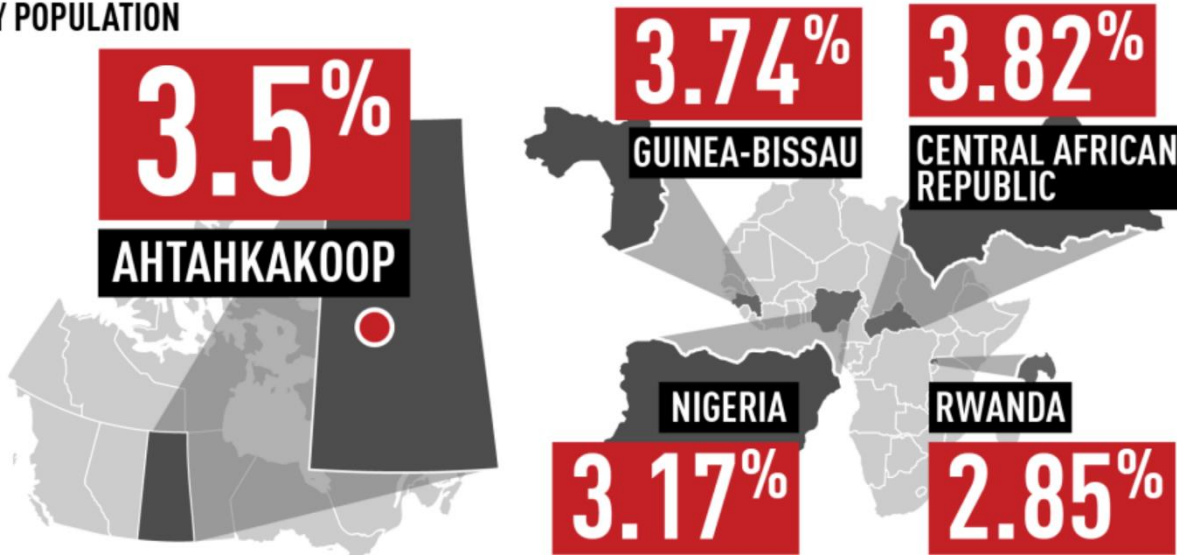 POPULATION
3.5%
AHTAHKAKOOP
3.74%
GUINEA-BISSAU
3.82%
CENTRAL AFRICAN
REPUBLIC
NIGERIA
3.17%
RWANDA
2.85%